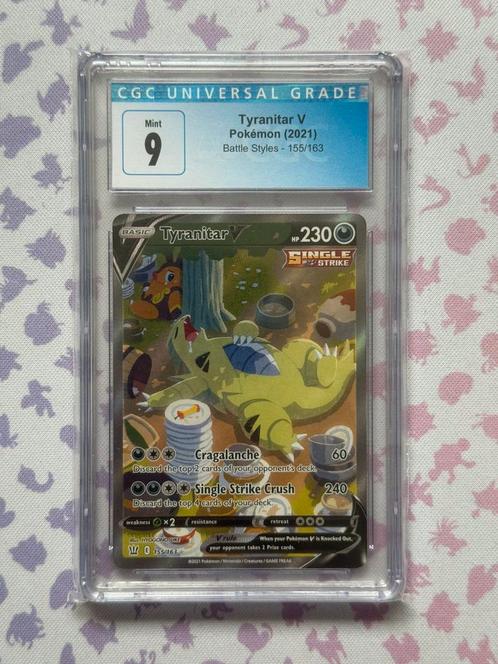 CGC UNIVERSAL GRADE
Mint
9
Tyranitar V
Pokémon (2021)
Battle Styles - 155/163
BASIC
Tyranitar V
HP 230
SINGLE
STRIKE
Cragalanche 60
Discard the top 2 cards of your opponent's deck.
Single Strike Crush 240
Discard the top 4 cards of your deck.
weakness ×2 resistance retreat
V rule When your Pokémon V is Knocked Out,
your opponent takes 2 Prize cards.
155/163
©2021 Pokémon / Nintendo / Creatures / GAME FREAK